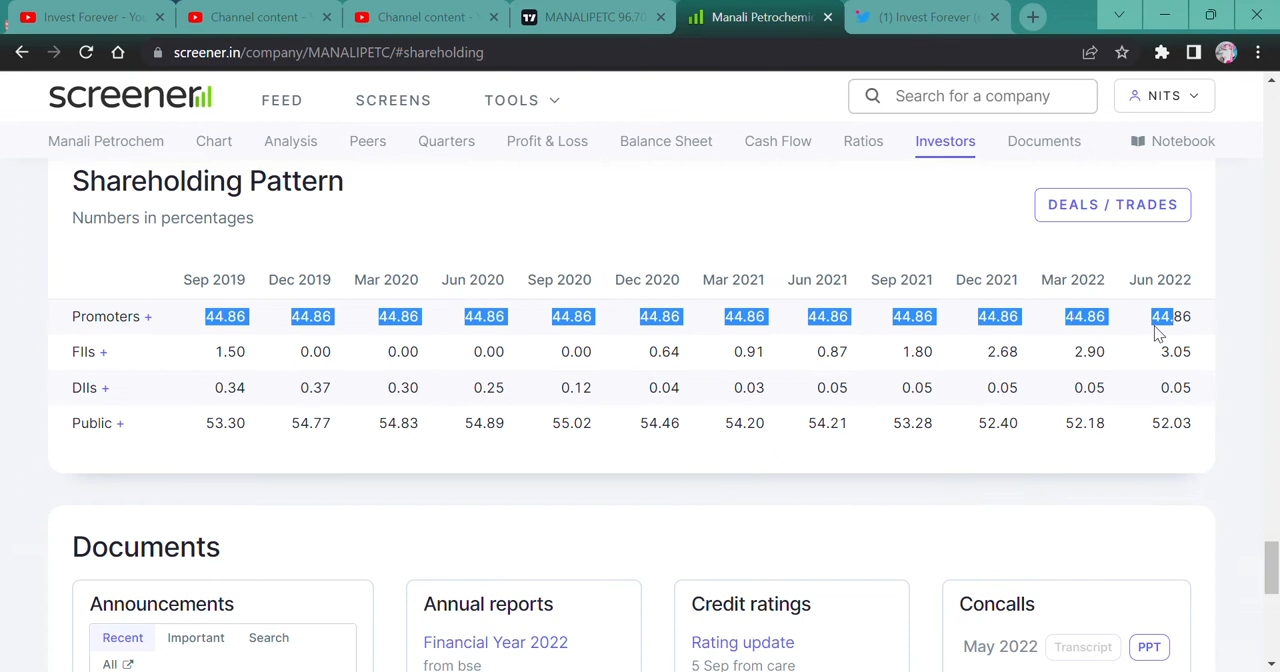 Invest Forever - Yo
Channel content -
Channel content -
MANALIPETC 96.70
Manali Petrochemi
(1) Invest Forever (
screener.in/company/MANALIPETC/#shareholding
screener
FEED
SCREENS
TOOLS
Search for a company
NITS
Manali Petrochem
Chart
Analysis
Peers
Quarters
Profit & Loss
Balance Sheet
Cash Flow
Ratios
Investors
Documents
Notebook
Shareholding Pattern
Numbers in percentages
DEALS / TRADES
Sep 2019 Dec 2019 Mar 2020 Jun 2020 Sep 2020 Dec 2020 Mar 2021 Jun 2021 Sep 2021 Dec 2021 Mar 2022 Jun 2022
Promoters + 44.86 44.86 44.86 44.86 44.86 44.86 44.86 44.86 44.86 44.86 44.86 44.86
FIIs + 1.50 0.00 0.00 0.00 0.00 0.64 0.91 0.87 1.80 2.68 2.90 3.05
DIIs + 0.34 0.37 0.30 0.25 0.12 0.04 0.03 0.05 0.05 0.05 0.05 0.05
Public + 53.30 54.77 54.83 54.89 55.02 54.46 54.20 54.21 53.28 52.40 52.18 52.03
Documents
Announcements
Recent Important Search
All
Annual reports
Financial Year 2022
from bse
Credit ratings
Rating update
5 Sep from care
Concalls
May 2022 Transcript PPT